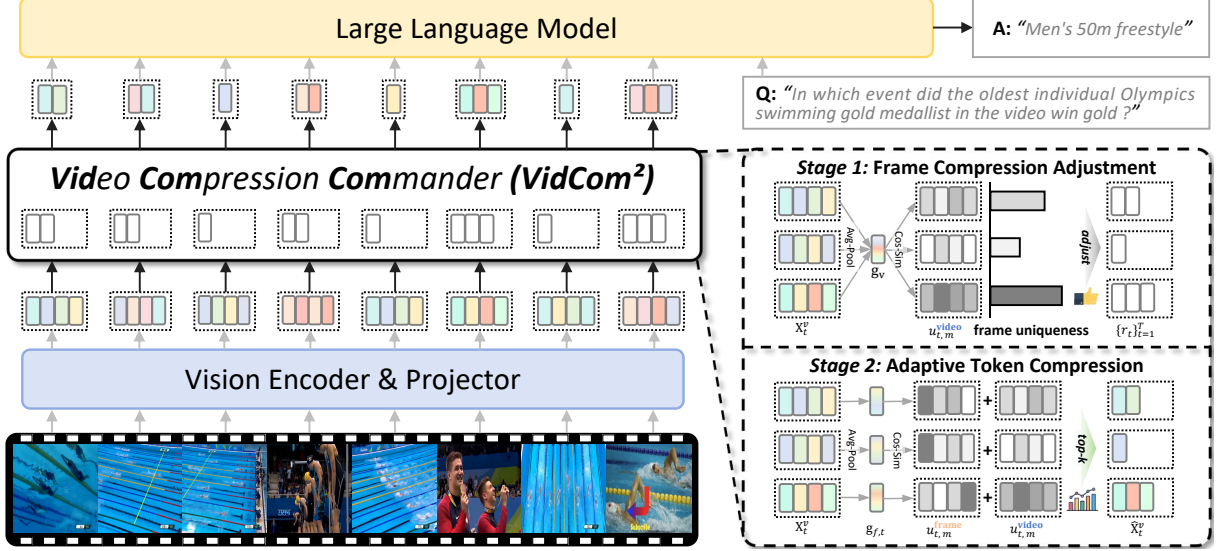 Large Language Model
A: “Men's 50m freestyle”
Q: “In which event did the oldest individual Olympics
swimming gold medallist in the video win gold ?”
Video Compression Commander (VidCom²)
Stage 1: Frame Compression Adjustment
Avg-Pool
Cos-Sim
g_v
adjust
X_t^v
u_{t,m}^{video}
frame uniqueness
{r_t}_{t=1}^T
Vision Encoder & Projector
Stage 2: Adaptive Token Compression
+
Avg-Pool
Cos-Sim
+
top-k
+
X_t^v
g_{f,t}
u_{t,m}^{frame}
u_{t,m}^{video}
X̂_t^v